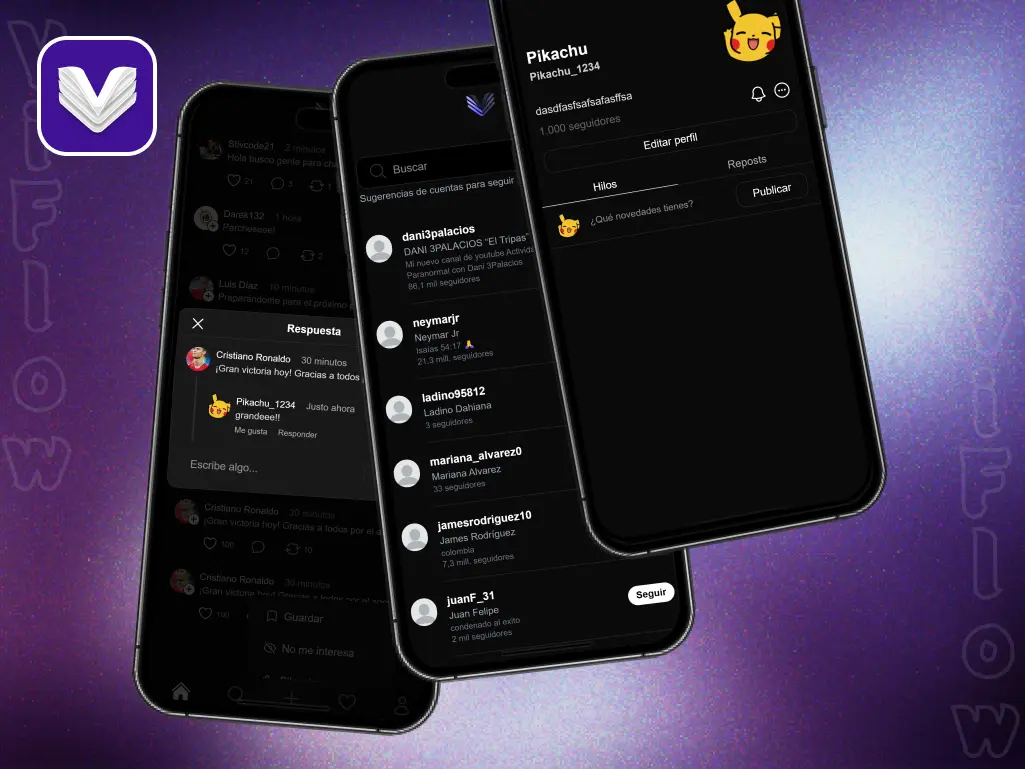 ViFlow
Stivcode21 2 minutos
Hola busco gente para
21 3 1
Darek132 1 hora
Parcheseee!
12 2
Luis Diaz 10 minutos
Preparandome para el próximo
Respuesta
Cristiano Ronaldo 30 minutos
¡Gran victoria hoy! Gracias a todos
Pikachu_1234 Justo ahora
grandeee!!
Me gusta Responder
Escribe algo...
Cristiano Ronaldo 30 minutos
¡Gran victoria hoy! Gracias a todos por el
100 10
Cristiano Ronaldo 30 minutos
¡Gran victoria hoy! Gracias a todos por el
100
Guardar
No me interesa
Buscar
Sugerencias de cuentas para seguir
dani3palacios
DANI 3PALACIOS "El Tripas"
Mi nuevo canal de youtube
Paranormal con Dani 3Palacios
86,1 mil seguidores
neymarjr
Neymar Jr
Isaías 54:17 🙏
21,3 mill. seguidores
ladino95812
Ladino Dahiana
3 seguidores
mariana_alvarez0
Mariana Alvarez
33 seguidores
jamesrodriguez10
James Rodríguez
colombia
7,3 mill. seguidores
juanF_31
Juan Felipe
condenado al exito
2 mil seguidores
Seguir
Pikachu
Pikachu_1234
dasdfasfsafsafasffsa
1.000 seguidores
Editar perfil
Hilos Reposts
¿Qué novedades tienes? Publicar
ViFlow